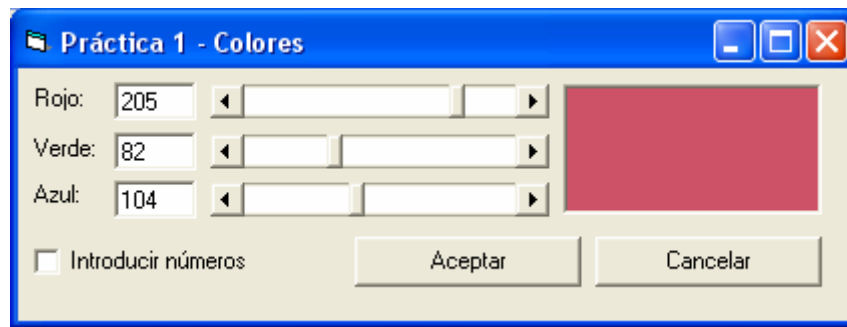 Práctica 1 - Colores
Rojo: 205
Verde: 82
Azul: 104
Introducir números Aceptar Cancelar